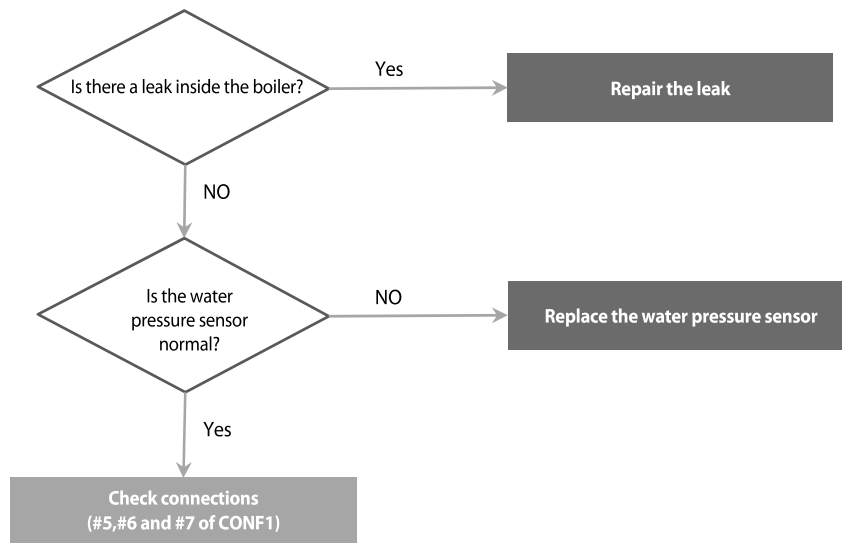 Is there a leak inside the boiler?
Yes
Repair the leak
NO
Is the water
pressure sensor
normal?
NO
Replace the water pressure sensor
Yes
Check connections
(#5,#6 and #7 of CONF1)